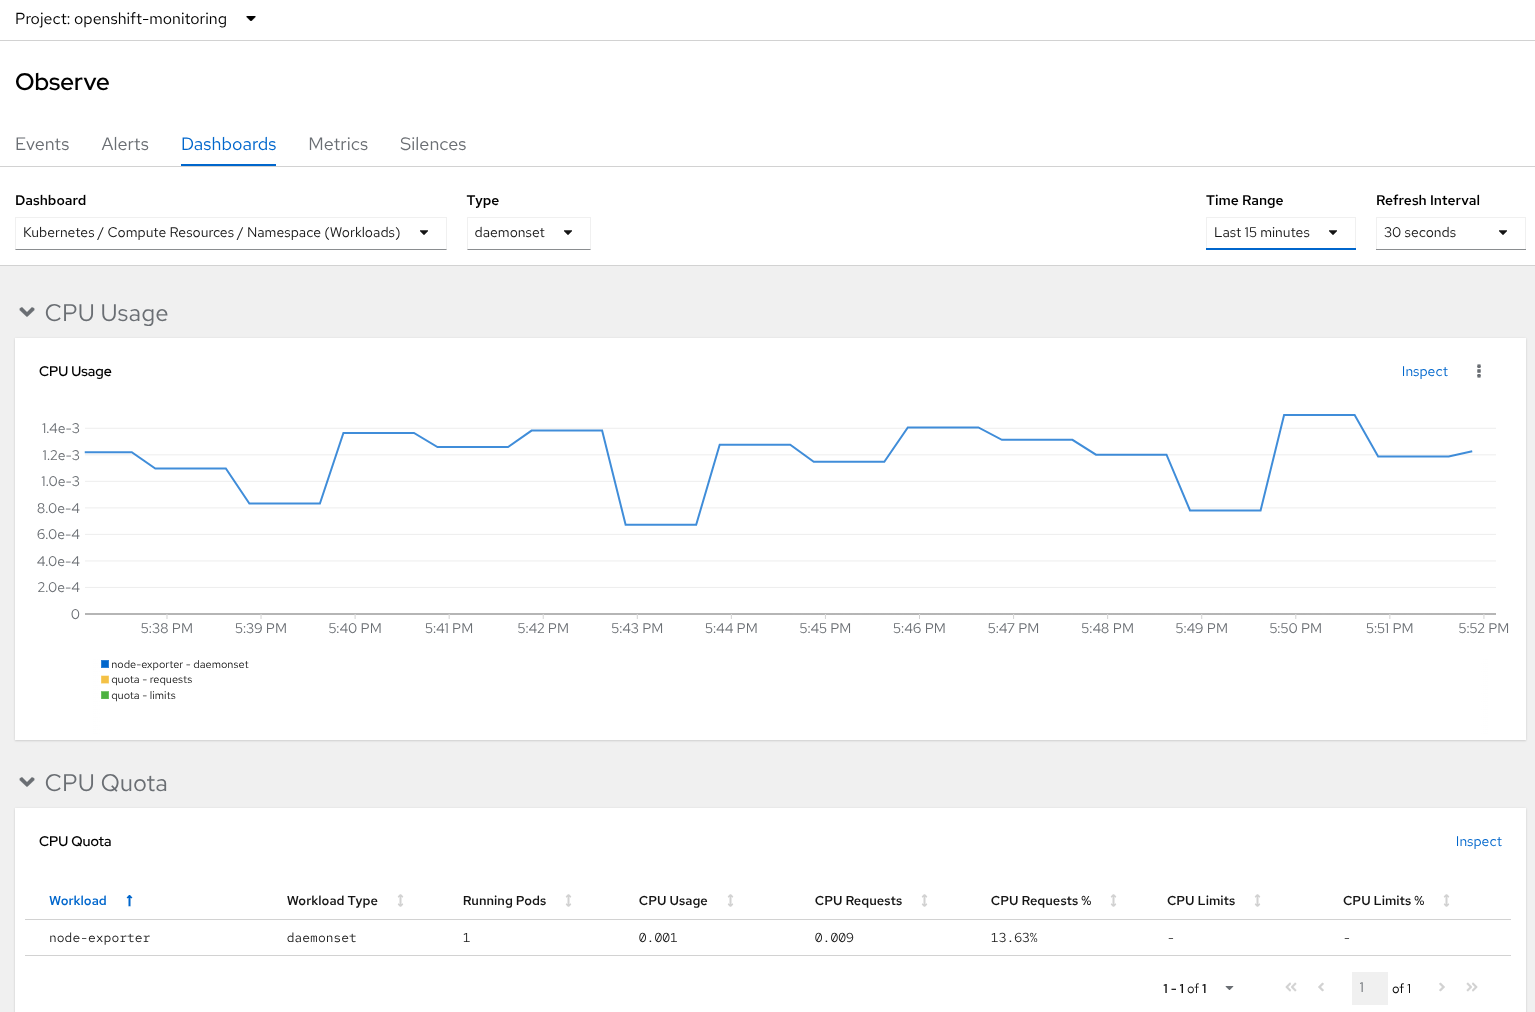 Project: openshift-monitoring
Observe
Events Alerts Dashboards Metrics Silences
Dashboard Type Time Range Refresh Interval
Kubernetes / Compute Resources / Namespace (Workloads) daemonset Last 15 minutes 30 seconds
CPU Usage
CPU Usage Inspect
1.4e-3
1.2e-3
1.0e-3
8.0e-4
6.0e-4
4.0e-4
2.0e-4
0
5:38 PM 5:39 PM 5:40 PM 5:41 PM 5:42 PM 5:43 PM 5:44 PM 5:45 PM 5:46 PM 5:47 PM 5:48 PM 5:49 PM 5:50 PM 5:51 PM 5:52 PM
node-exporter - daemonset
quota - requests
quota - limits
CPU Quota
CPU Quota Inspect
Workload Workload Type Running Pods CPU Usage CPU Requests CPU Requests % CPU Limits CPU Limits %
node-exporter daemonset 1 0.001 0.009 13.63% - -
1 - 1 of 1 1 of 1